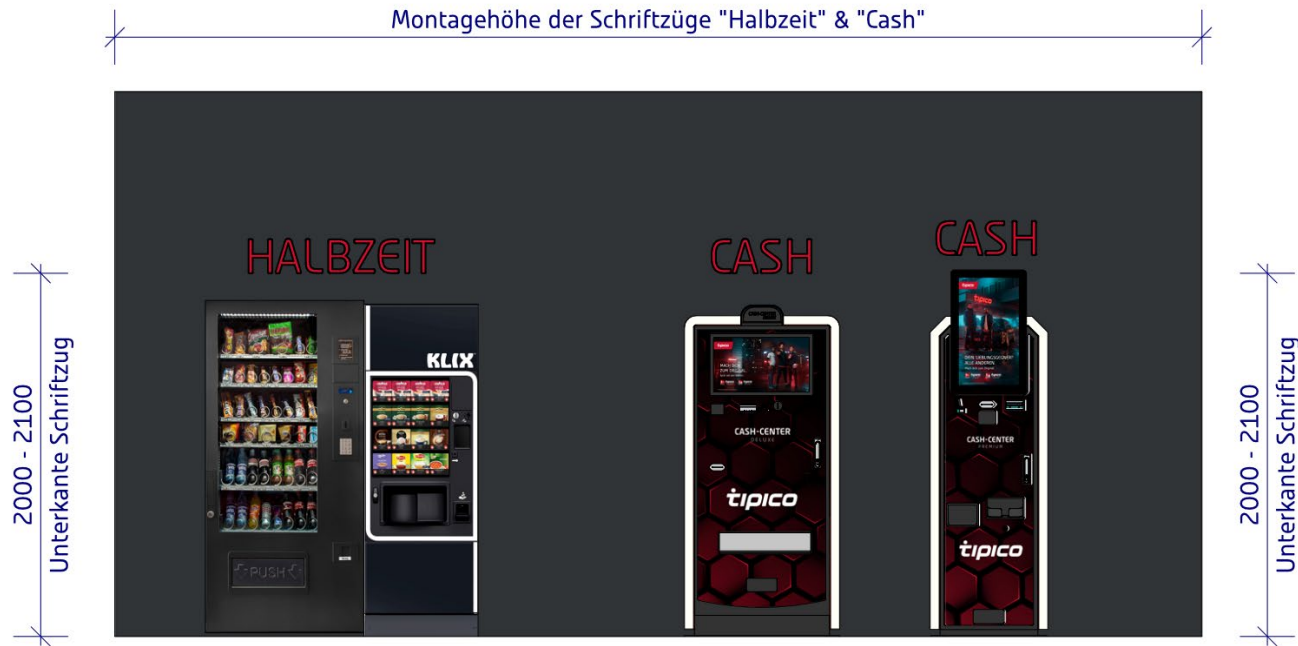 Montagehöhe der Schriftzüge "Halbzeit" & "Cash"
HALBZEIT
CASH
CASH
2000 - 2100
Unterkante Schriftzug
2000 - 2100
Unterkante Schriftzug
KLIX
PUSH
tipico
CASH-CENTER
DELUXE
tipico
CASH-CENTER
PREMIUM
tipico